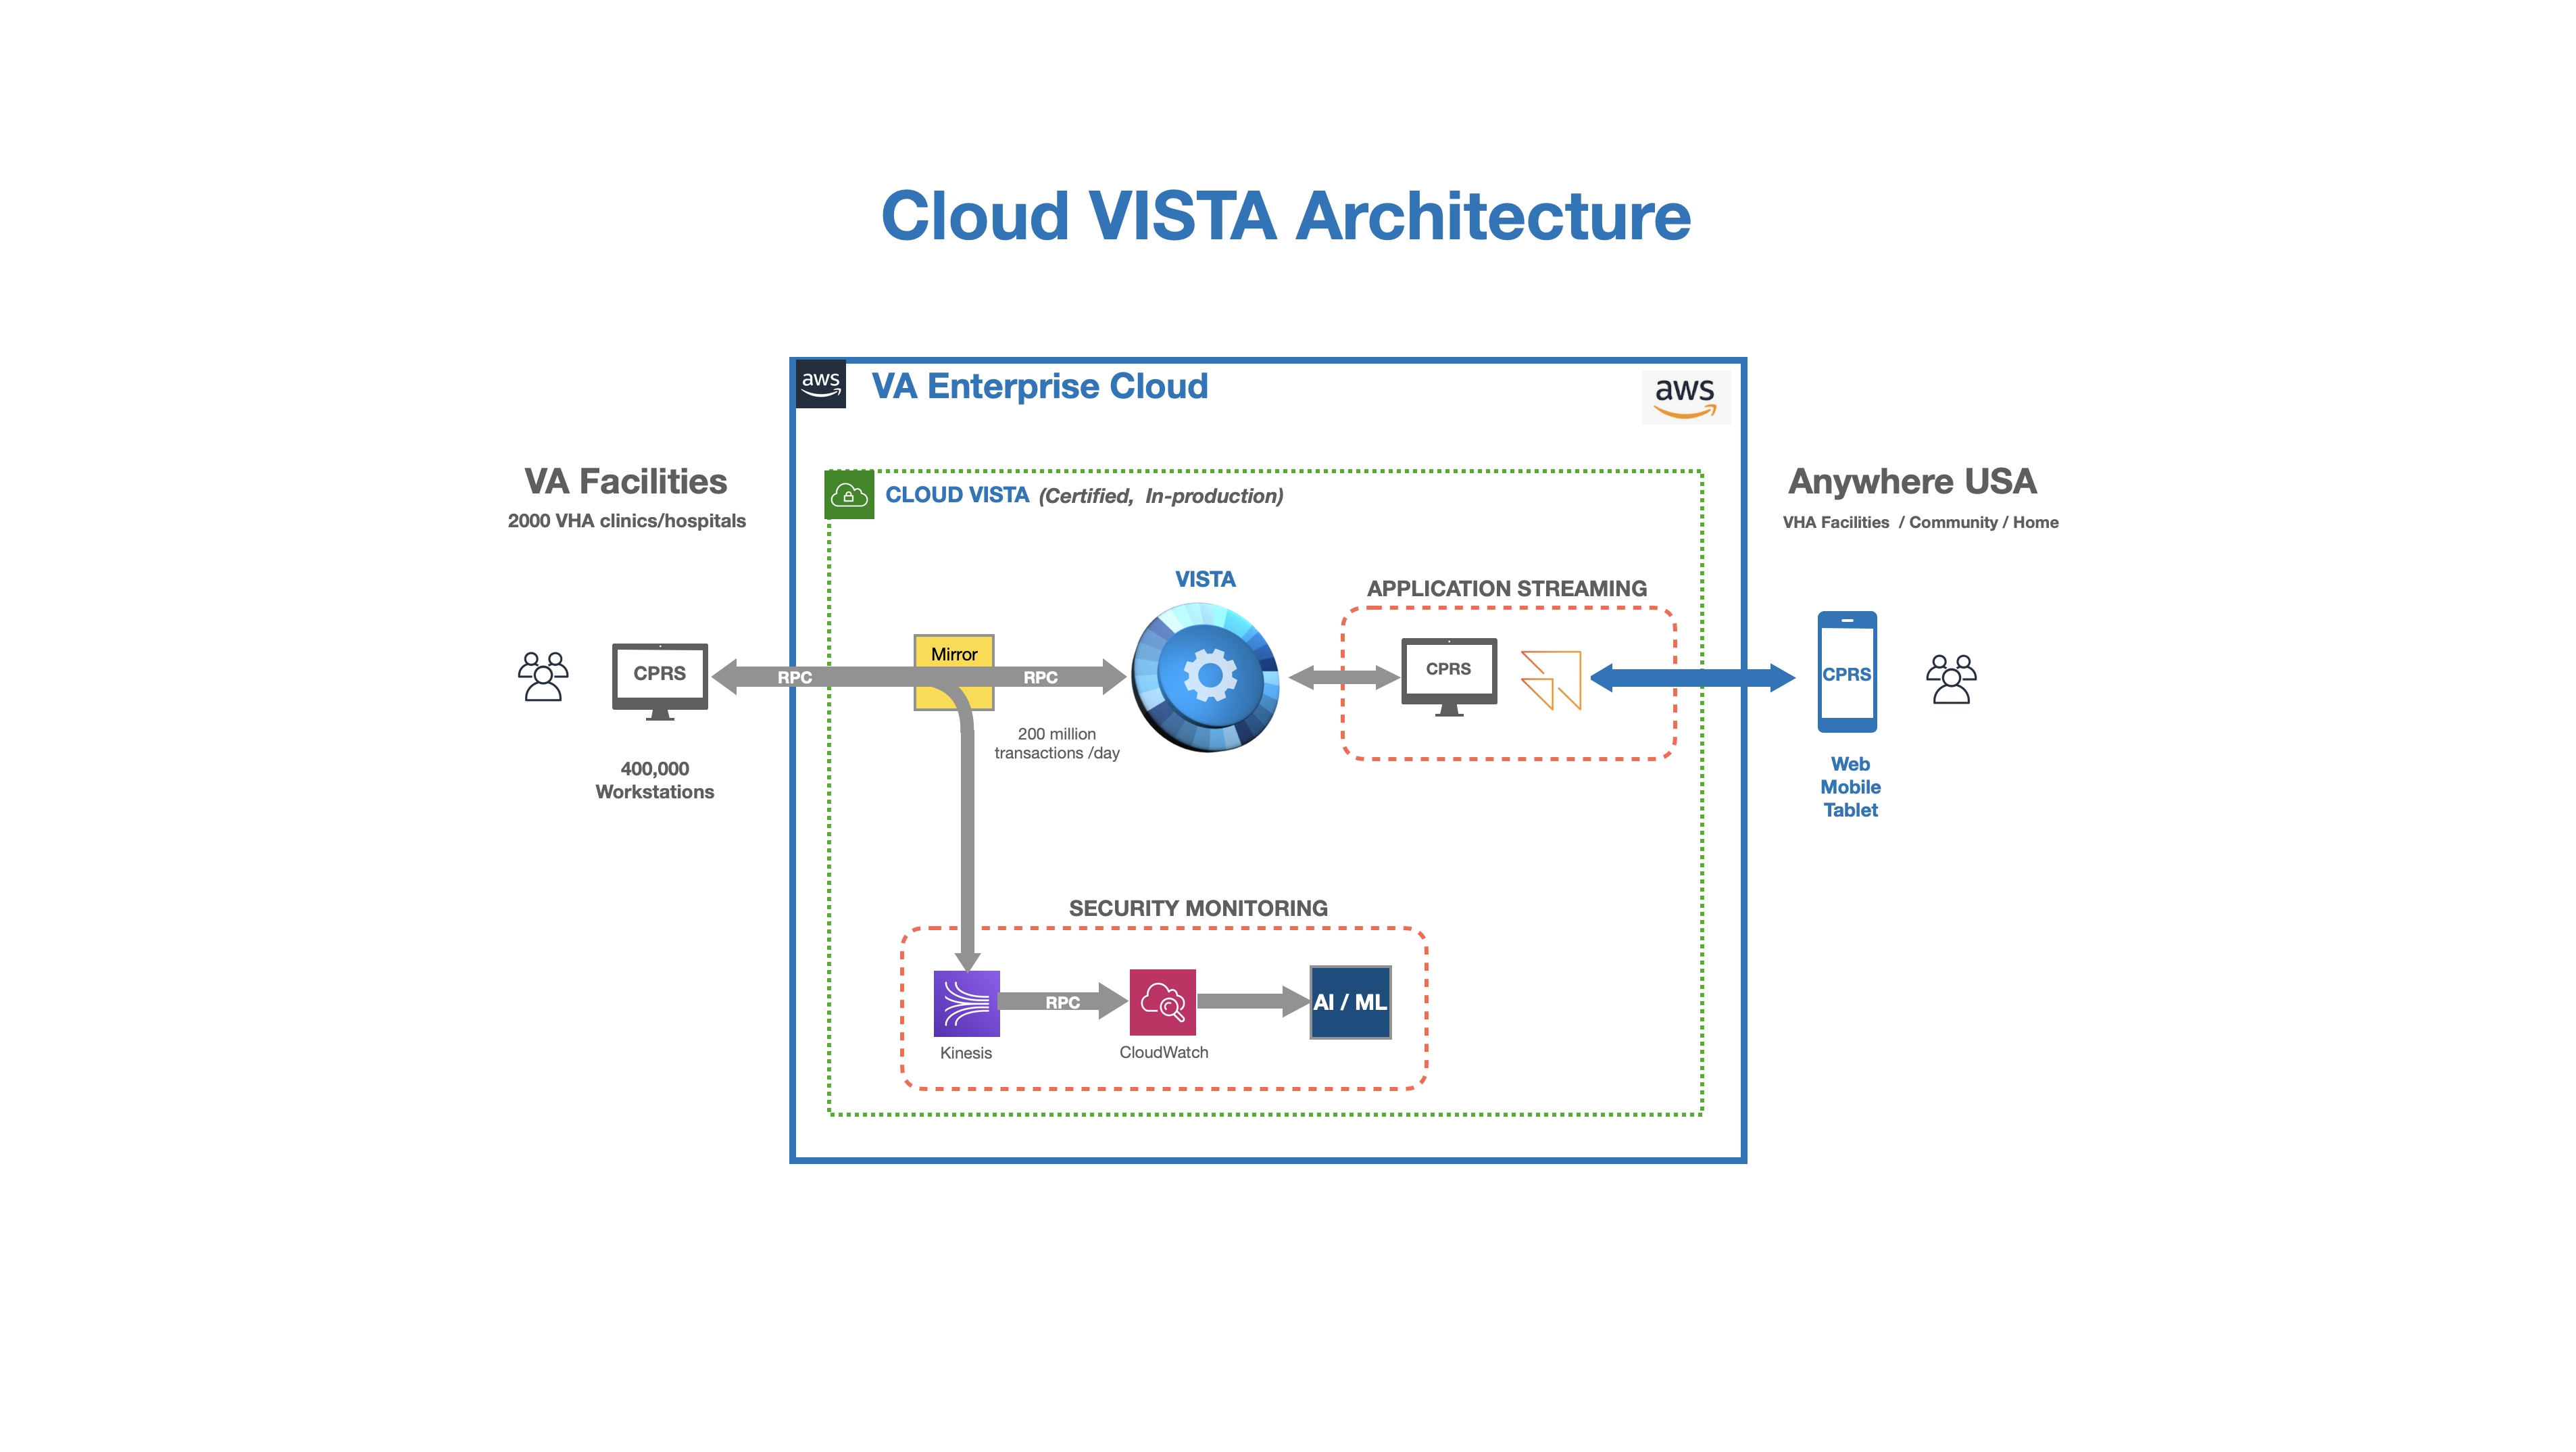 Cloud VISTA Architecture
aws
VA Enterprise Cloud
aws
VA Facilities
2000 VHA clinics/hospitals
CLOUD VISTA (Certified, In-production)
Anywhere USA
VHA Facilities / Community / Home
VISTA
APPLICATION STREAMING
CPRS
RPC
Mirror
RPC
CPRS
CPRS
200 million
transactions /day
400,000
Workstations
Web
Mobile
Tablet
SECURITY MONITORING
RPC
AI / ML
Kinesis
CloudWatch